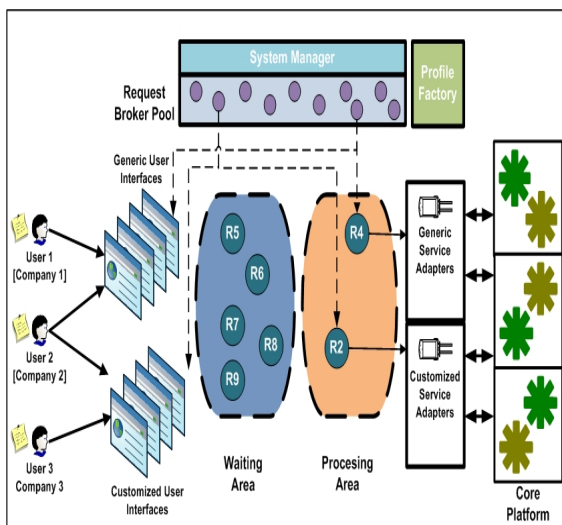 System Manager
Request
Broker Pool
Profile
Factory
Generic User
Interfaces
User 1
[Company 1]
User 2
[Company 2]
User 3
Company 3
Customized User
Interfaces
R5
R6
R7
R8
R9
Waiting
Area
R4
R2
Procesing
Area
Generic
Service
Adapters
Customized
Service
Adapters
Core
Platform